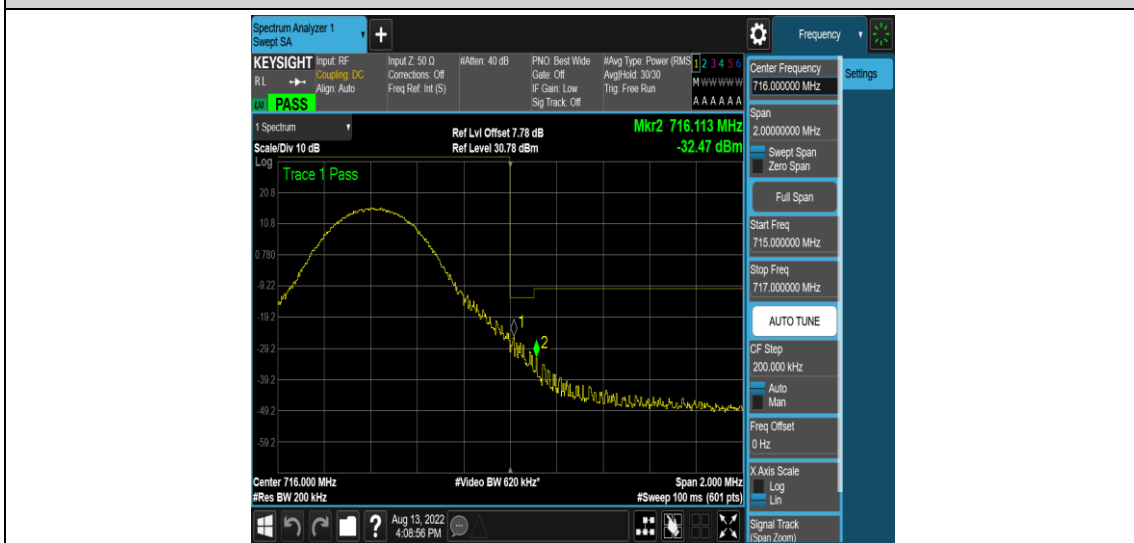 Spectrum Analyzer 1
Swept SA
+
Frequency
KEYSIGHT
RL
LV PASS
Input: RF
Coupling: DC
Align: Auto
Input Z: 50 Ω
Corrections: Off
Freq Ref: Int (S)
#Atten: 40 dB
PNO: Best Wide
Gate: Off
IF Gain: Low
Sig Track: Off
#Avg Type: Power (RMS
Avg|Hold: 30/30
Trig: Free Run
1 2 3 4 5 6
M W W W W W
A A A A A A
Center Frequency
716.000000 MHz
Settings
1 Spectrum
Scale/Div 10 dB
Ref Lvl Offset 7.78 dB
Ref Level 30.78 dBm
Mkr2 716.113 MHz
-32.47 dBm
Log
Trace 1 Pass
20.8
10.8
0.780
-9.22
-19.2
-29.2
-39.2
-49.2
-59.2
1
2
Center 716.000 MHz
#Res BW 200 kHz
#Video BW 620 kHz*
Span 2.000 MHz
#Sweep 100 ms (601 pts)
Span
2.00000000 MHz
Swept Span
Zero Span
Full Span
Start Freq
715.000000 MHz
Stop Freq
717.000000 MHz
AUTO TUNE
CF Step
200.000 kHz
Auto
Man
Freq Offset
0 Hz
X Axis Scale
Log
Lin
Signal Track
(Span Zoom)
?
Aug 13, 2022
4:08:56 PM